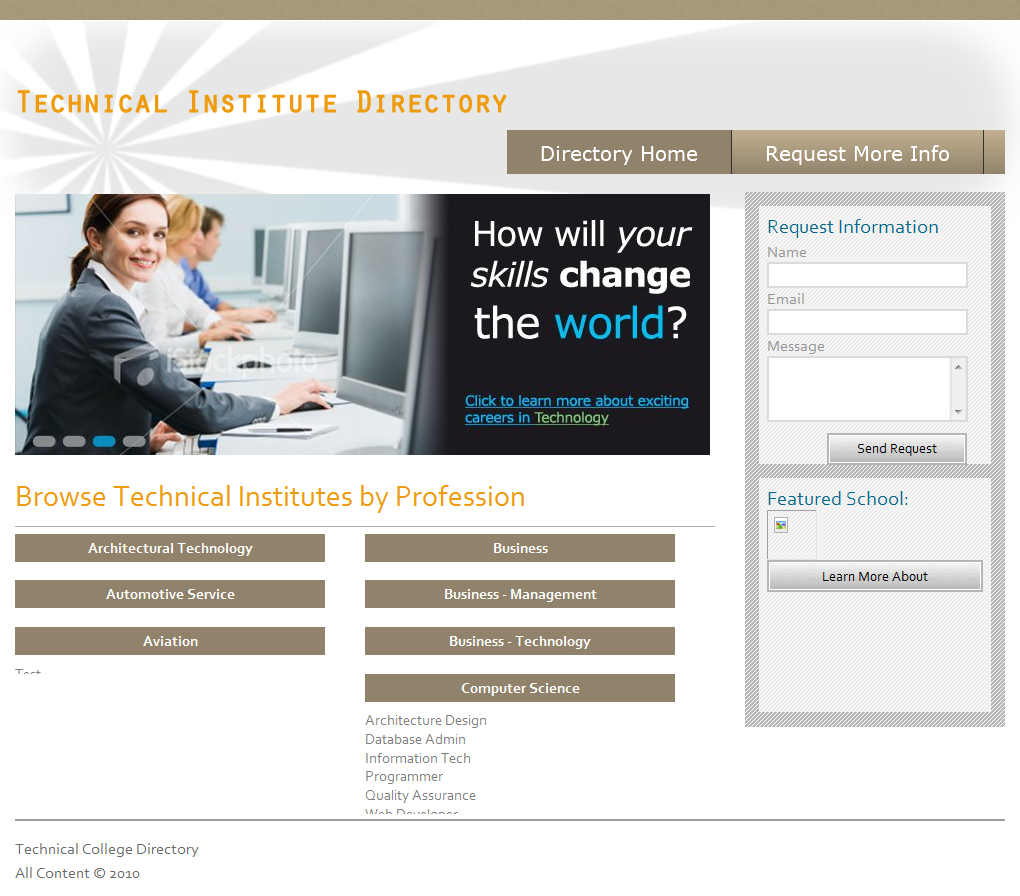 Technical Institute Directory
Directory Home
Request More Info
How will your
skills change
the world?
iStockphoto
Click to learn more about exciting
careers in Technology
Request Information
Name
Email
Message
Send Request
Featured School:
Learn More About
Browse Technical Institutes by Profession
Architectural Technology
Automotive Service
Aviation
Test
Business
Business - Management
Business - Technology
Computer Science
Architecture Design
Database Admin
Information Tech
Programmer
Quality Assurance
Web Developer
Technical College Directory
All Content © 2010